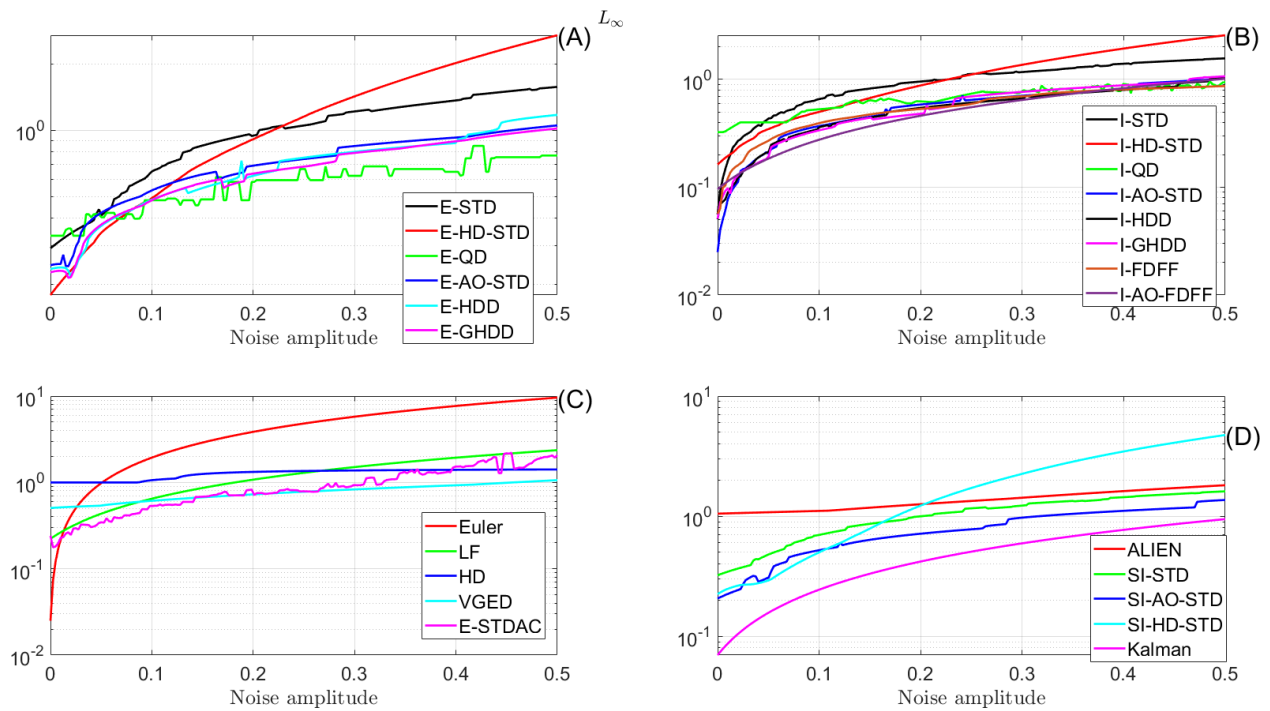 L∞
(A)
10⁰
0
0.1
0.2
0.3
0.4
0.5
Noise amplitude
E-STD
E-HD-STD
E-QD
E-AO-STD
E-HDD
E-GHDD
(B)
10⁰
10⁻¹
10⁻²
0
0.1
0.2
0.3
0.4
0.5
Noise amplitude
I-STD
I-HD-STD
I-QD
I-AO-STD
I-HDD
I-GHDD
I-FDFF
I-AO-FDFF
(C)
10¹
10⁰
10⁻¹
10⁻²
0
0.1
0.2
0.3
0.4
0.5
Noise amplitude
Euler
LF
HD
VGED
E-STDAC
(D)
10¹
10⁰
10⁻¹
0
0.1
0.2
0.3
0.4
0.5
Noise amplitude
ALIEN
SI-STD
SI-AO-STD
SI-HD-STD
Kalman